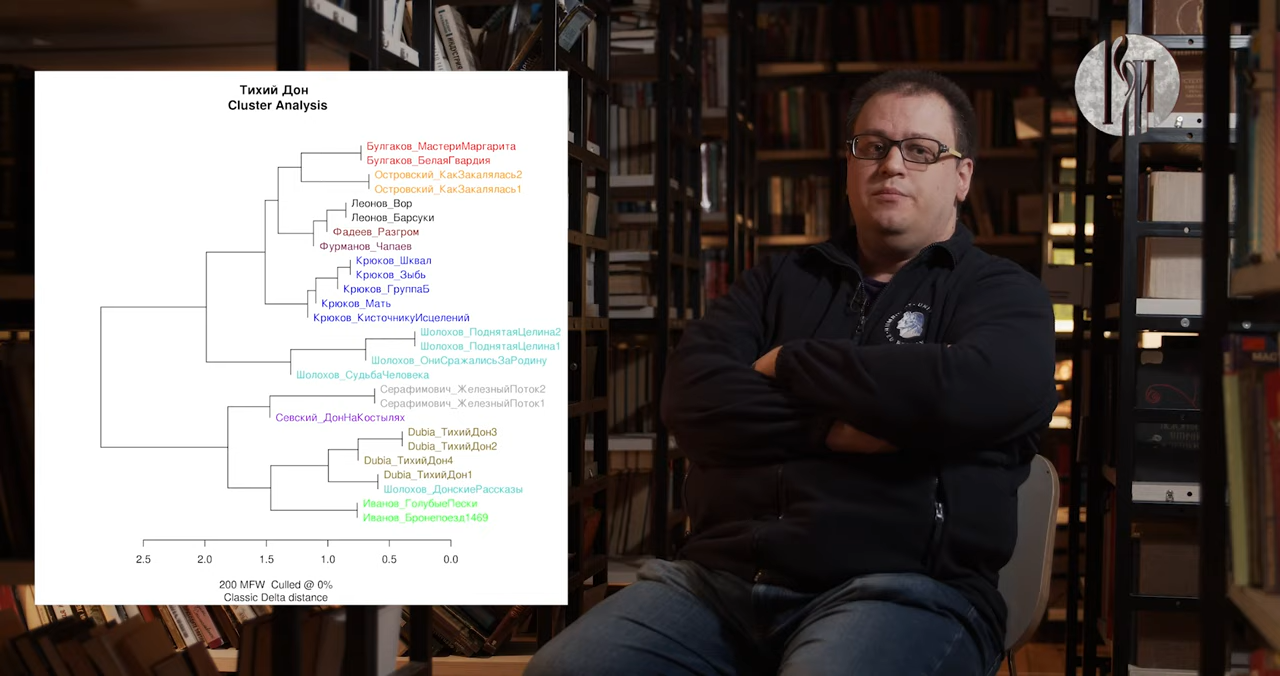 Тихий Дон
Cluster Analysis
Булгаков_МастериМаргарита
Булгаков_БелаяГвардия
Островский_КакЗакалялась2
Островский_КакЗакалялась1
Леонов_Вор
Леонов_Барсуки
Фадеев_Разгром
Фурманов_Чапаев
Крюков_Шквал
Крюков_Зыбь
Крюков_ГруппаБ
Крюков_Мать
Крюков_КисточникуИсцелений
Шолохов_ПоднятаяЦелина2
Шолохов_ПоднятаяЦелина1
Шолохов_ОниСражалисьЗаРодину
Шолохов_СудьбаЧеловека
Серафимович_ЖелезныйПоток2
Серафимович_ЖелезныйПоток1
Севский_ДонНаКостылях
Dubia_ТихийДон3
Dubia_ТихийДон2
Dubia_ТихийДон4
Dubia_ТихийДон1
Шолохов_ДонскиеРассказы
Иванов_ГолубыеПески
Иванов_Бронепоезд1469
2.5 2.0 1.5 1.0 0.5 0.0
200 MFW Culled @ 0%
Classic Delta distance